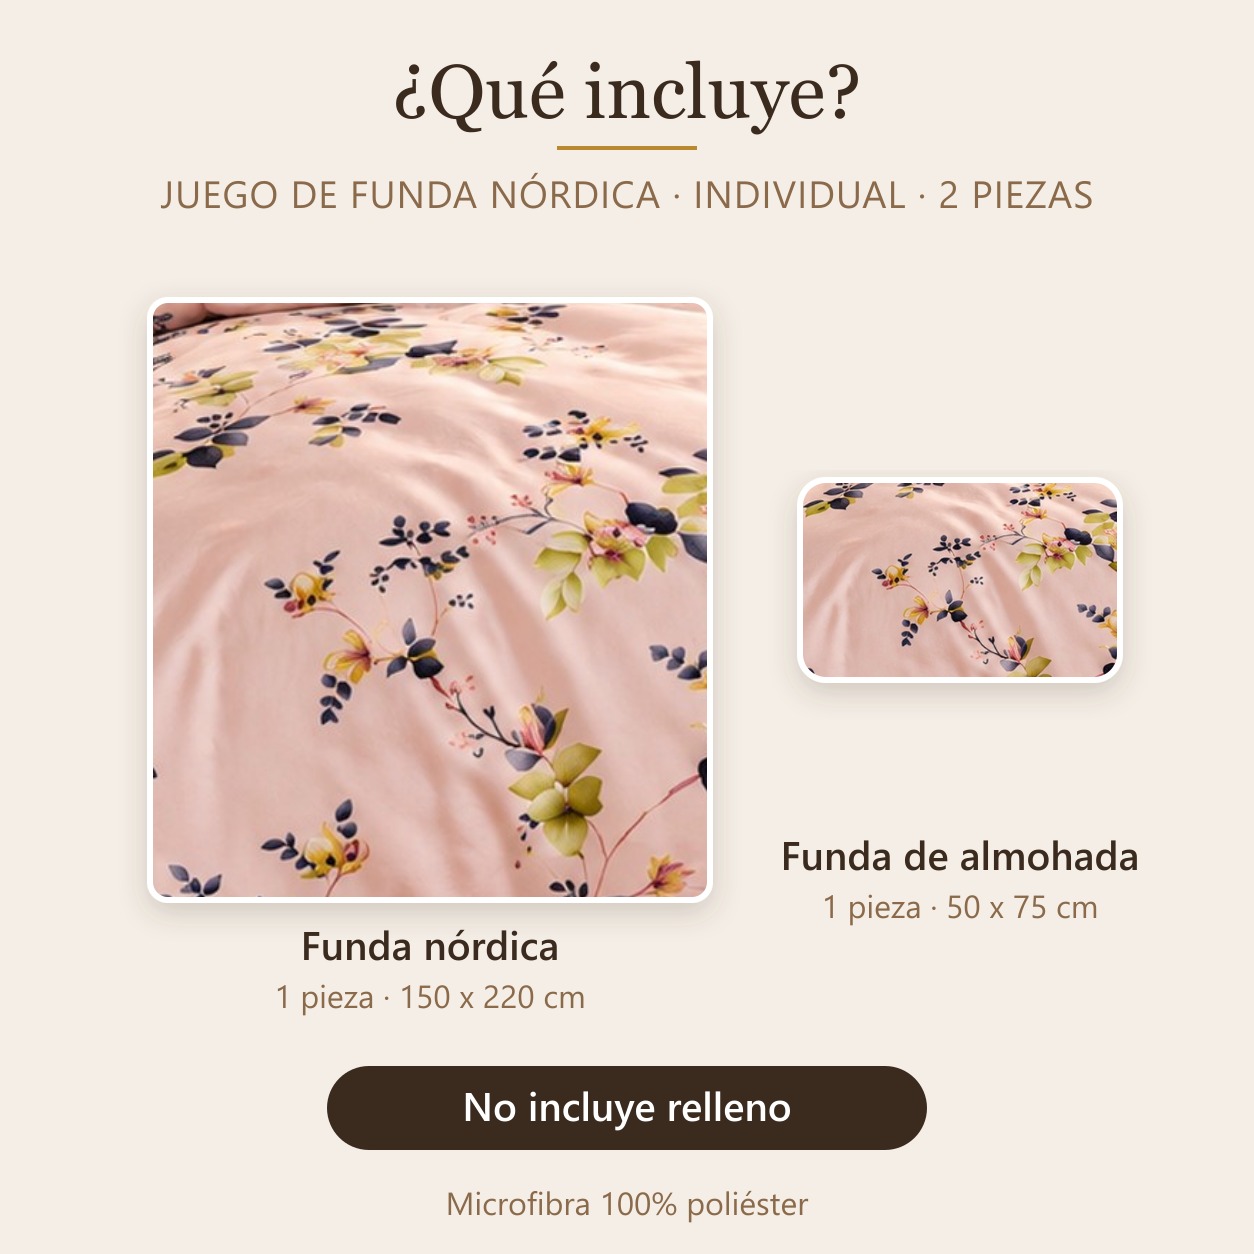 ¿Qué incluye?
JUEGO DE FUNDA NÓRDICA · INDIVIDUAL · 2 PIEZAS
Funda de almohada
1 pieza · 50 x 75 cm
Funda nórdica
1 pieza · 150 x 220 cm
No incluye relleno
Microfibra 100% poliéster